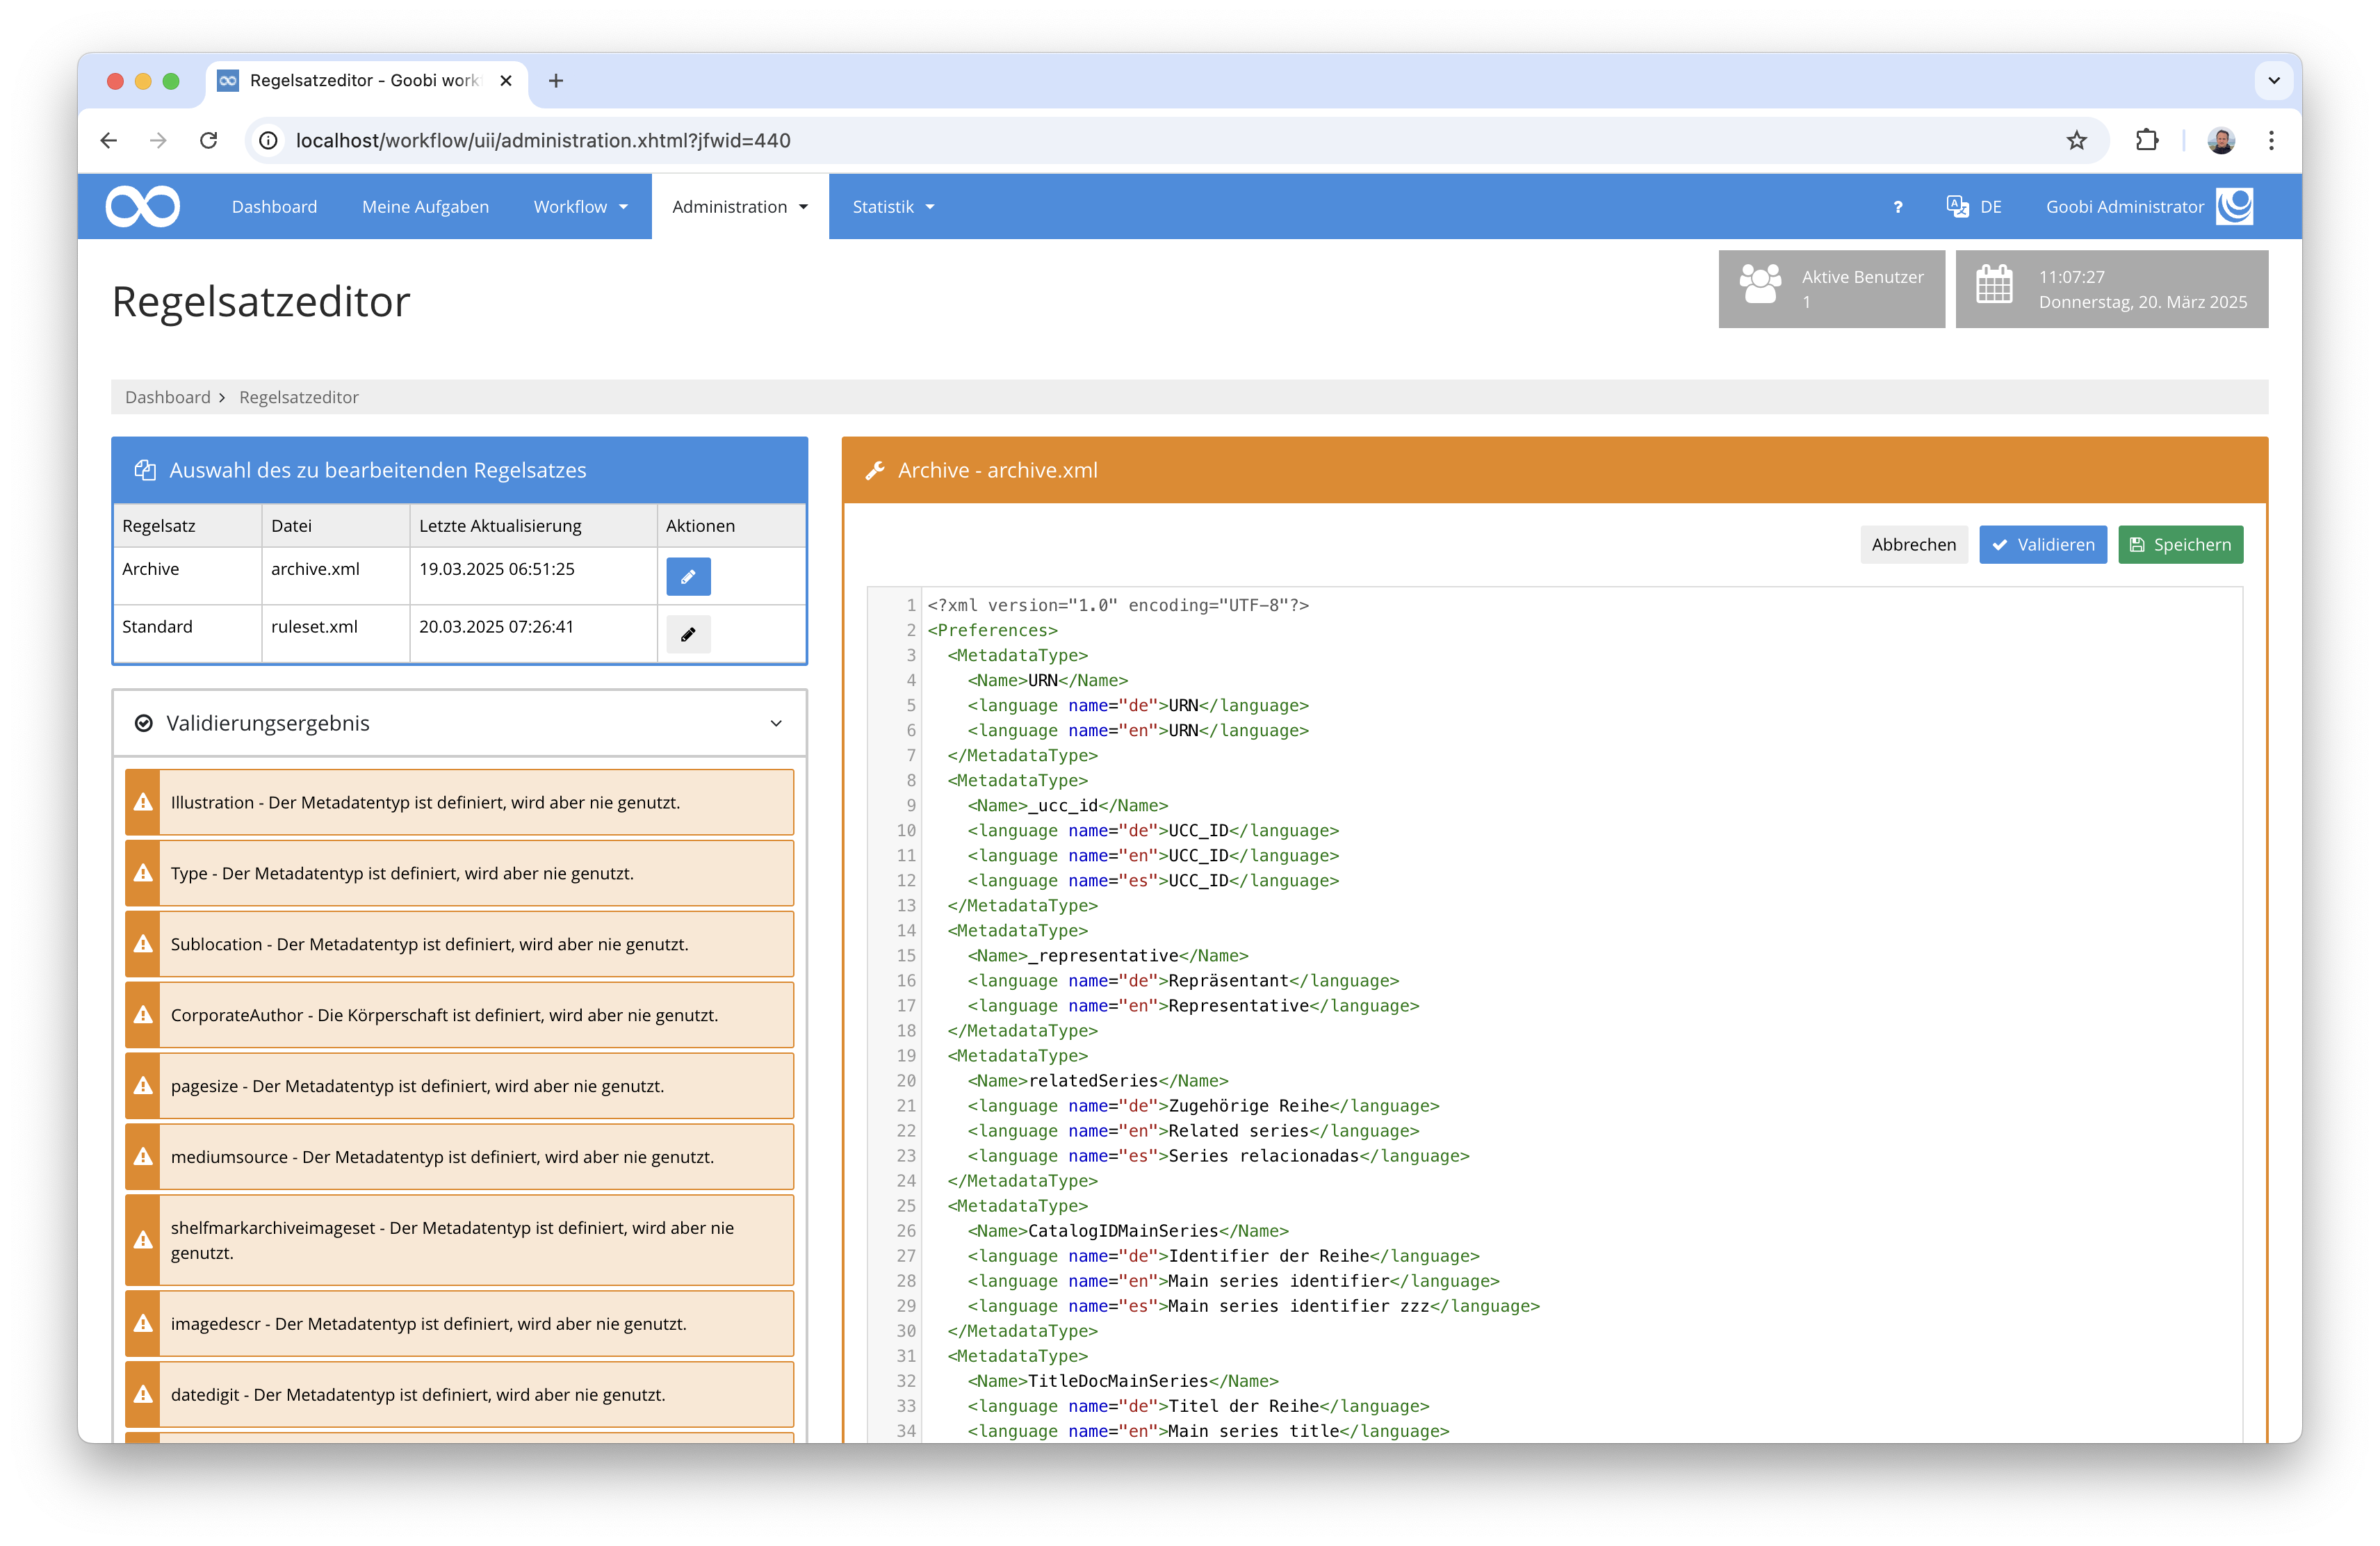 Regelsatzeditor - Goobi work
localhost/workflow/uii/administration.xhtml?jfwid=440
Dashboard
Meine Aufgaben
Workflow
Administration
Statistik
?
DE
Goobi Administrator
Regelsatzeditor
Aktive Benutzer
1
11:07:27
Donnerstag, 20. März 2025
Dashboard > Regelsatzeditor
Auswahl des zu bearbeitenden Regelsatzes
Regelsatz Datei Letzte Aktualisierung Aktionen
Archive archive.xml 19.03.2025 06:51:25
Standard ruleset.xml 20.03.2025 07:26:41
Validierungsergebnis
Illustration - Der Metadatentyp ist definiert, wird aber nie genutzt.
Type - Der Metadatentyp ist definiert, wird aber nie genutzt.
Sublocation - Der Metadatentyp ist definiert, wird aber nie genutzt.
CorporateAuthor - Die Körperschaft ist definiert, wird aber nie genutzt.
pagesize - Der Metadatentyp ist definiert, wird aber nie genutzt.
mediumsource - Der Metadatentyp ist definiert, wird aber nie genutzt.
shelfmarkarchiveimageset - Der Metadatentyp ist definiert, wird aber nie
genutzt.
imagedescr - Der Metadatentyp ist definiert, wird aber nie genutzt.
datedigit - Der Metadatentyp ist definiert, wird aber nie genutzt.
Archive - archive.xml
Abbrechen
Validieren
Speichern
1 <?xml version="1.0" encoding="UTF-8"?>
2 <Preferences>
3 <MetadataType>
4 <Name>URN</Name>
5 <language name="de">URN</language>
6 <language name="en">URN</language>
7 </MetadataType>
8 <MetadataType>
9 <Name>_ucc_id</Name>
10 <language name="de">UCC_ID</language>
11 <language name="en">UCC_ID</language>
12 <language name="es">UCC_ID</language>
13 </MetadataType>
14 <MetadataType>
15 <Name>_representative</Name>
16 <language name="de">Repräsentant</language>
17 <language name="en">Representative</language>
18 </MetadataType>
19 <MetadataType>
20 <Name>relatedSeries</Name>
21 <language name="de">Zugehörige Reihe</language>
22 <language name="en">Related series</language>
23 <language name="es">Series relacionadas</language>
24 </MetadataType>
25 <MetadataType>
26 <Name>CatalogIDMainSeries</Name>
27 <language name="de">Identifier der Reihe</language>
28 <language name="en">Main series identifier</language>
29 <language name="es">Main series identifier zzz</language>
30 </MetadataType>
31 <MetadataType>
32 <Name>TitleDocMainSeries</Name>
33 <language name="de">Titel der Reihe</language>
34 <language name="en">Main series title</language>